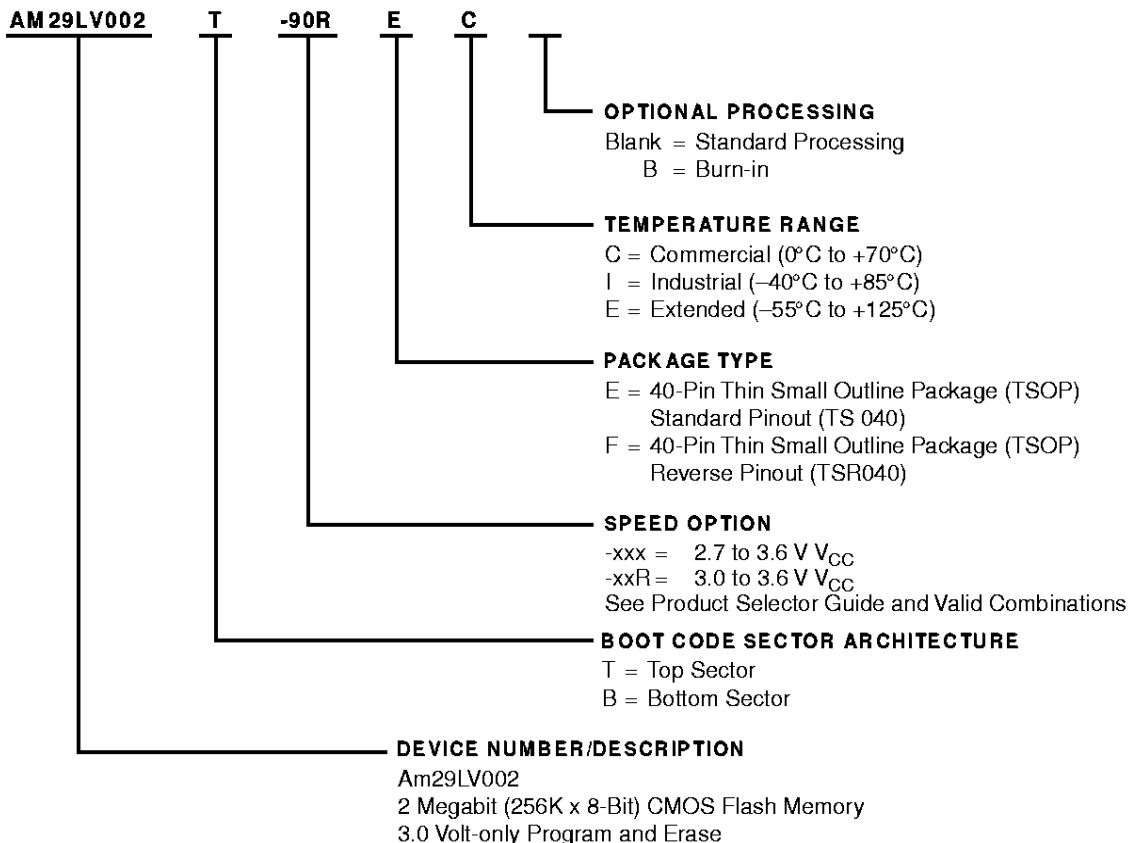 AM29LV002 T -90R E C
OPTIONAL PROCESSING
Blank = Standard Processing
B = Burn-in
TEMPERATURE RANGE
C = Commercial (0°C to +70°C)
I = Industrial (–40°C to +85°C)
E = Extended (–55°C to +125°C)
PACKAGE TYPE
E = 40-Pin Thin Small Outline Package (TSOP)
Standard Pinout (TS 040)
F = 40-Pin Thin Small Outline Package (TSOP)
Reverse Pinout (TSR040)
SPEED OPTION
-xxx = 2.7 to 3.6 V VCC
-xxR = 3.0 to 3.6 V VCC
See Product Selector Guide and Valid Combinations
BOOT CODE SECTOR ARCHITECTURE
T = Top Sector
B = Bottom Sector
DEVICE NUMBER/DESCRIPTION
Am29LV002
2 Megabit (256K x 8-Bit) CMOS Flash Memory
3.0 Volt-only Program and Erase